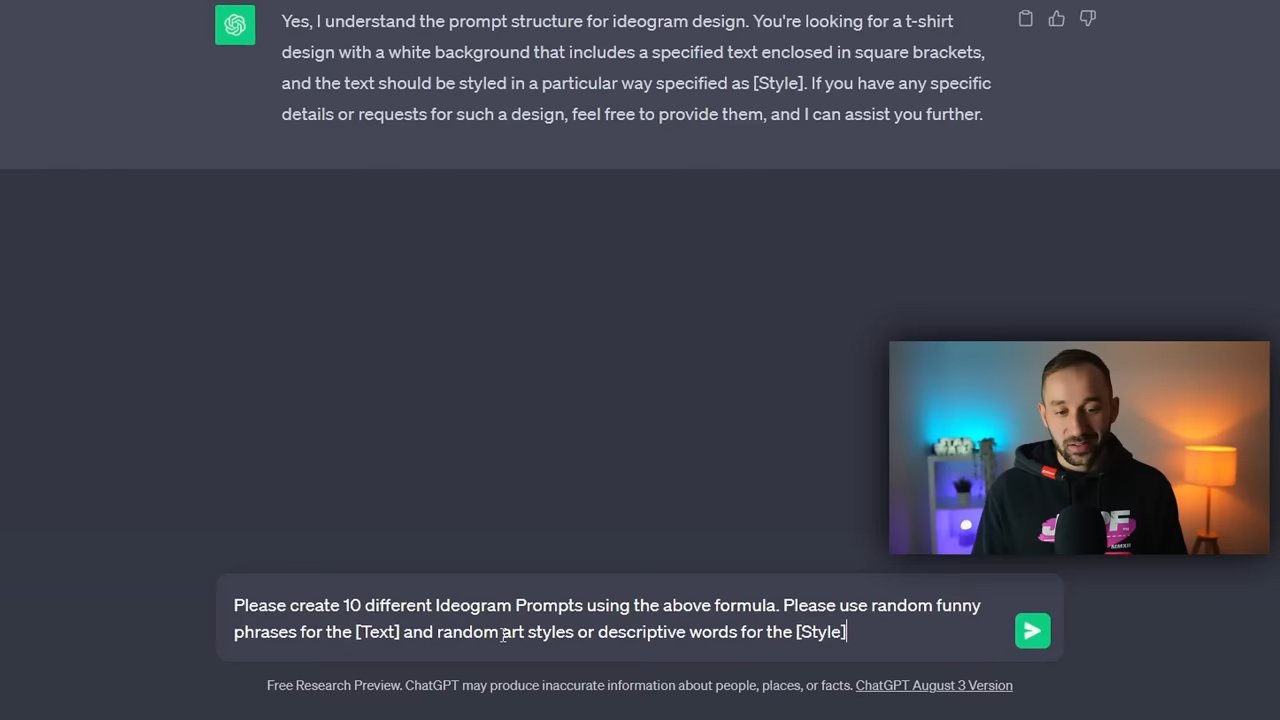 Yes, I understand the prompt structure for ideogram design. You're looking for a t-shirt
design with a white background that includes a specified text enclosed in square brackets,
and the text should be styled in a particular way specified as [Style]. If you have any specific
details or requests for such a design, feel free to provide them, and I can assist you further.
STAR
WARS
Please create 10 different Ideogram Prompts using the above formula. Please use random funny
phrases for the [Text] and random art styles or descriptive words for the [Style]
Free Research Preview. ChatGPT may produce inaccurate information about people, places, or facts. ChatGPT August 3 Version